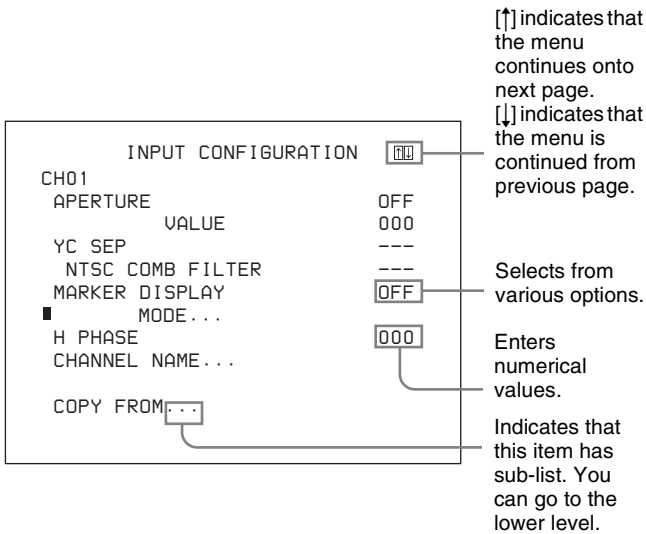 [↑] indicates that
the menu
continues onto
next page.
[↓] indicates that
the menu is
continued from
previous page.
INPUT CONFIGURATION ↑↓
CH01
APERTURE OFF
VALUE 000
YC SEP ---
NTSC COMB FILTER ---
MARKER DISPLAY OFF
MODE...
H PHASE 000
CHANNEL NAME...
COPY FROM...
Selects from
various options.
Enters
numerical
values.
Indicates that
this item has
sub-list. You
can go to the
lower level.